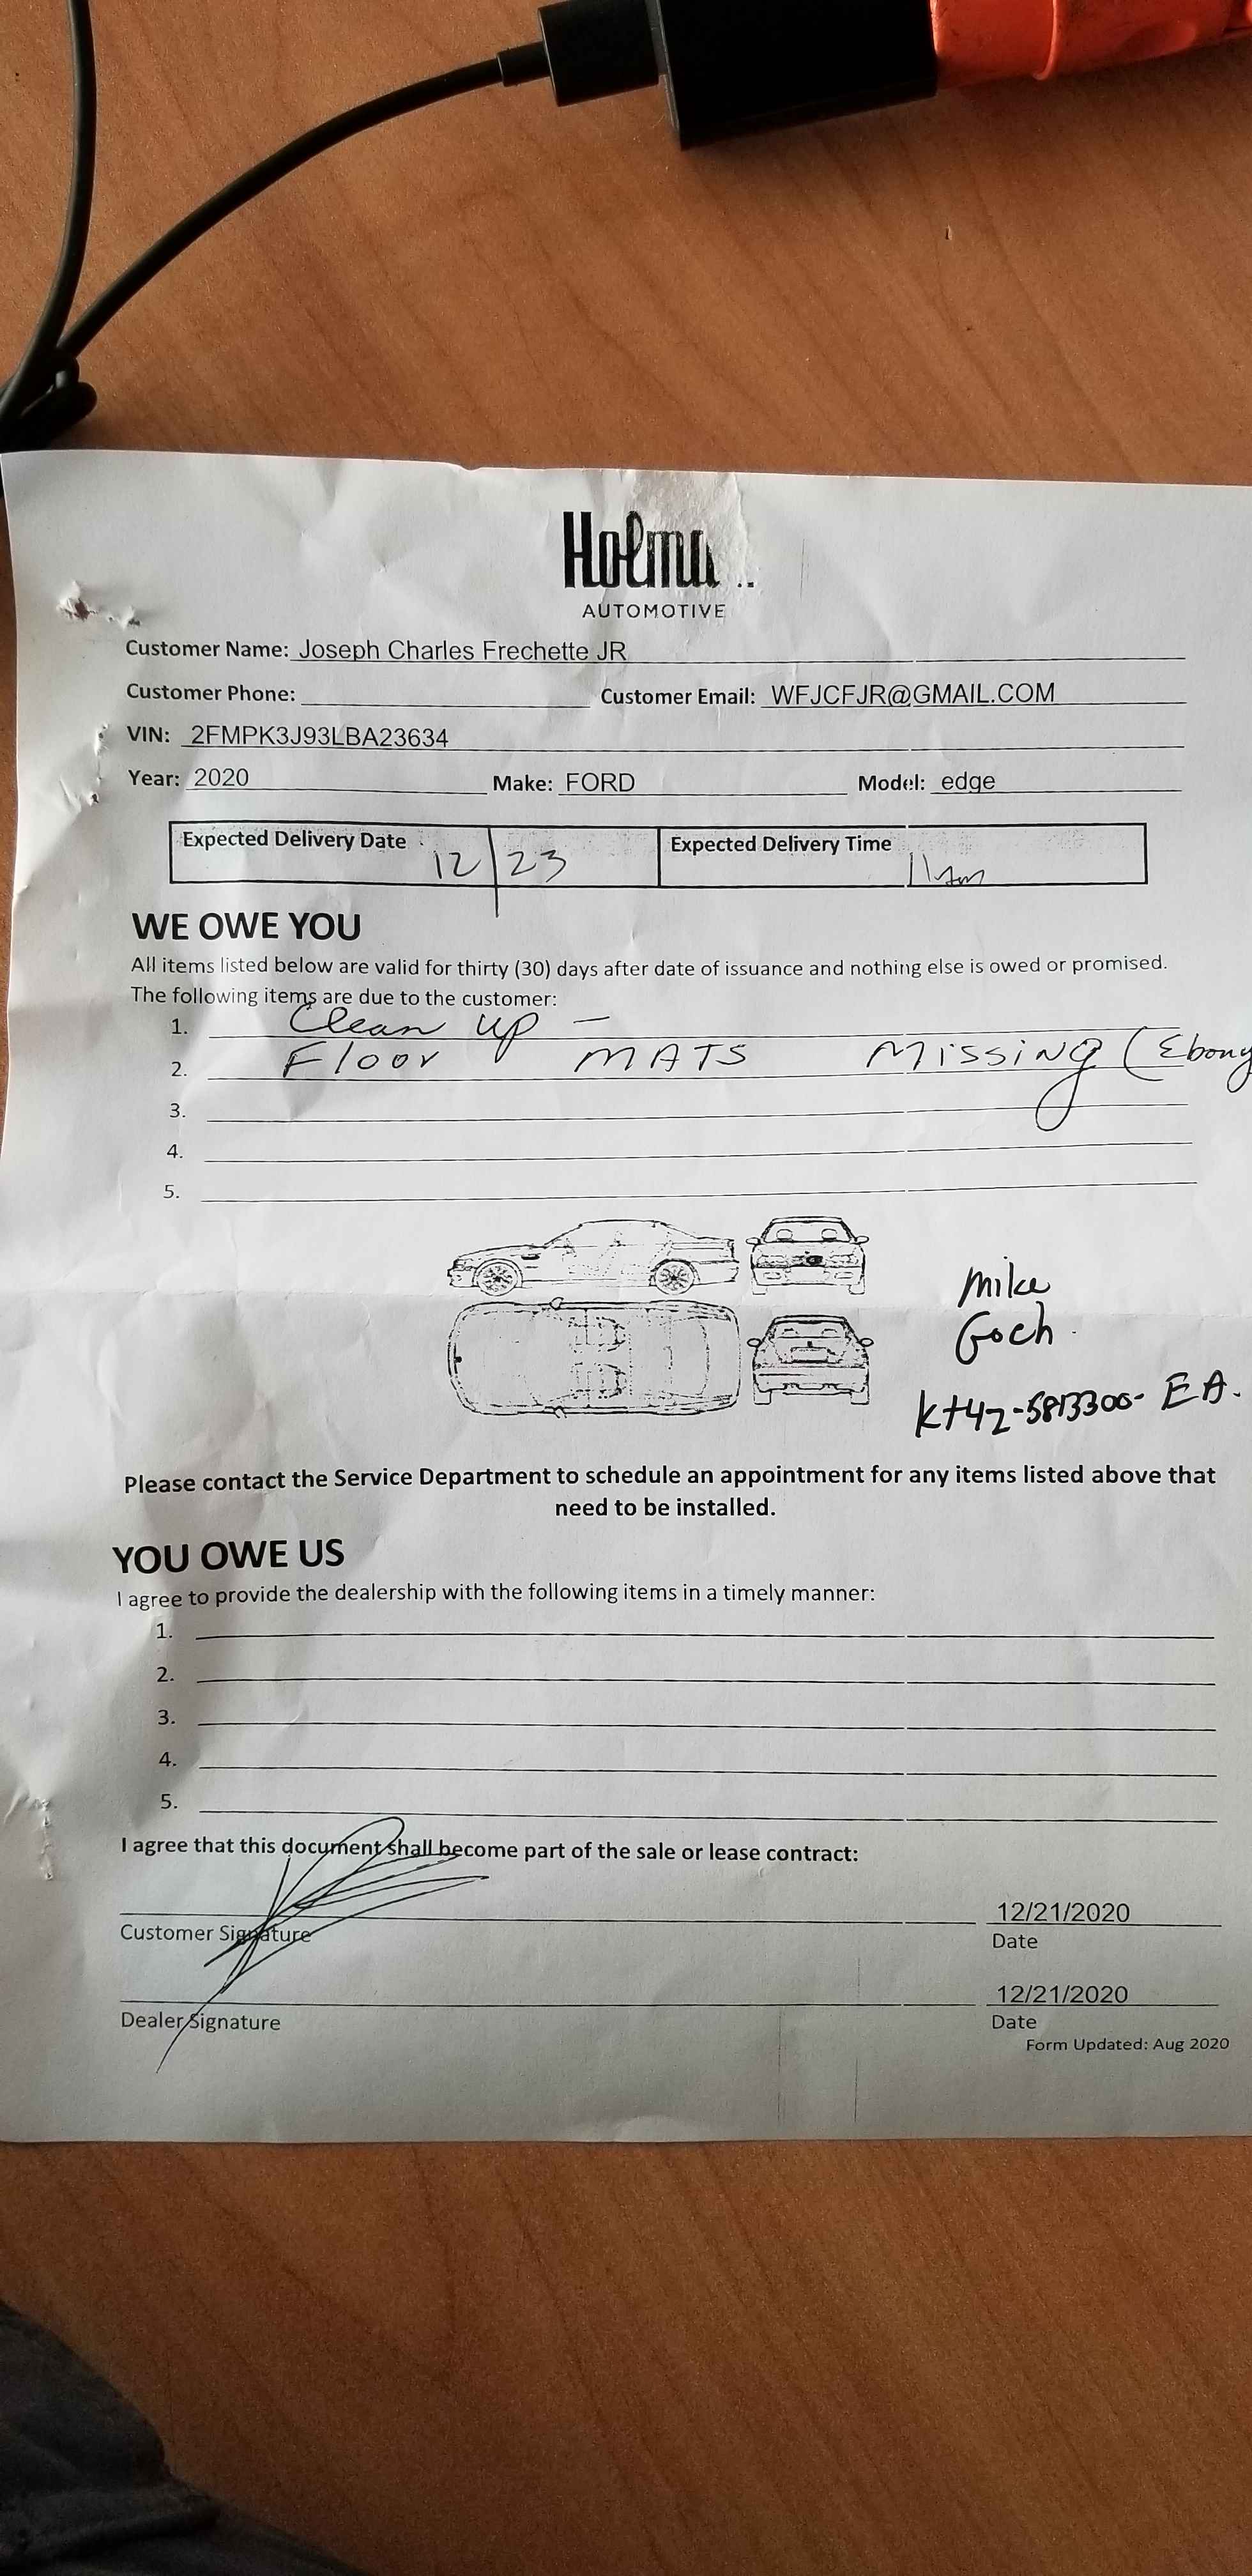 Holma
AUTOMOTIVE
Customer Name: Joseph Charles Frechette JR
Customer Phone: Customer Email: WFJCFJR@GMAIL.COM
VIN: 2FMPK3J93LBA23634
Year: 2020 Make: FORD Model: edge
Expected Delivery Date 12/23 Expected Delivery Time 11am
WE OWE YOU
All items listed below are valid for thirty (30) days after date of issuance and nothing else is owed or promised.
The following items are due to the customer:
1. Clean up -
2. Floor MATS Missing (Ebony
3.
4.
5.
Mike
Goch
Kt4z-5813300-EA.
Please contact the Service Department to schedule an appointment for any items listed above that
need to be installed.
YOU OWE US
I agree to provide the dealership with the following items in a timely manner:
1.
2.
3.
4.
5.
I agree that this document shall become part of the sale or lease contract:
12/21/2020
Customer Signature Date
12/21/2020
Dealer Signature Date
Form Updated: Aug 2020